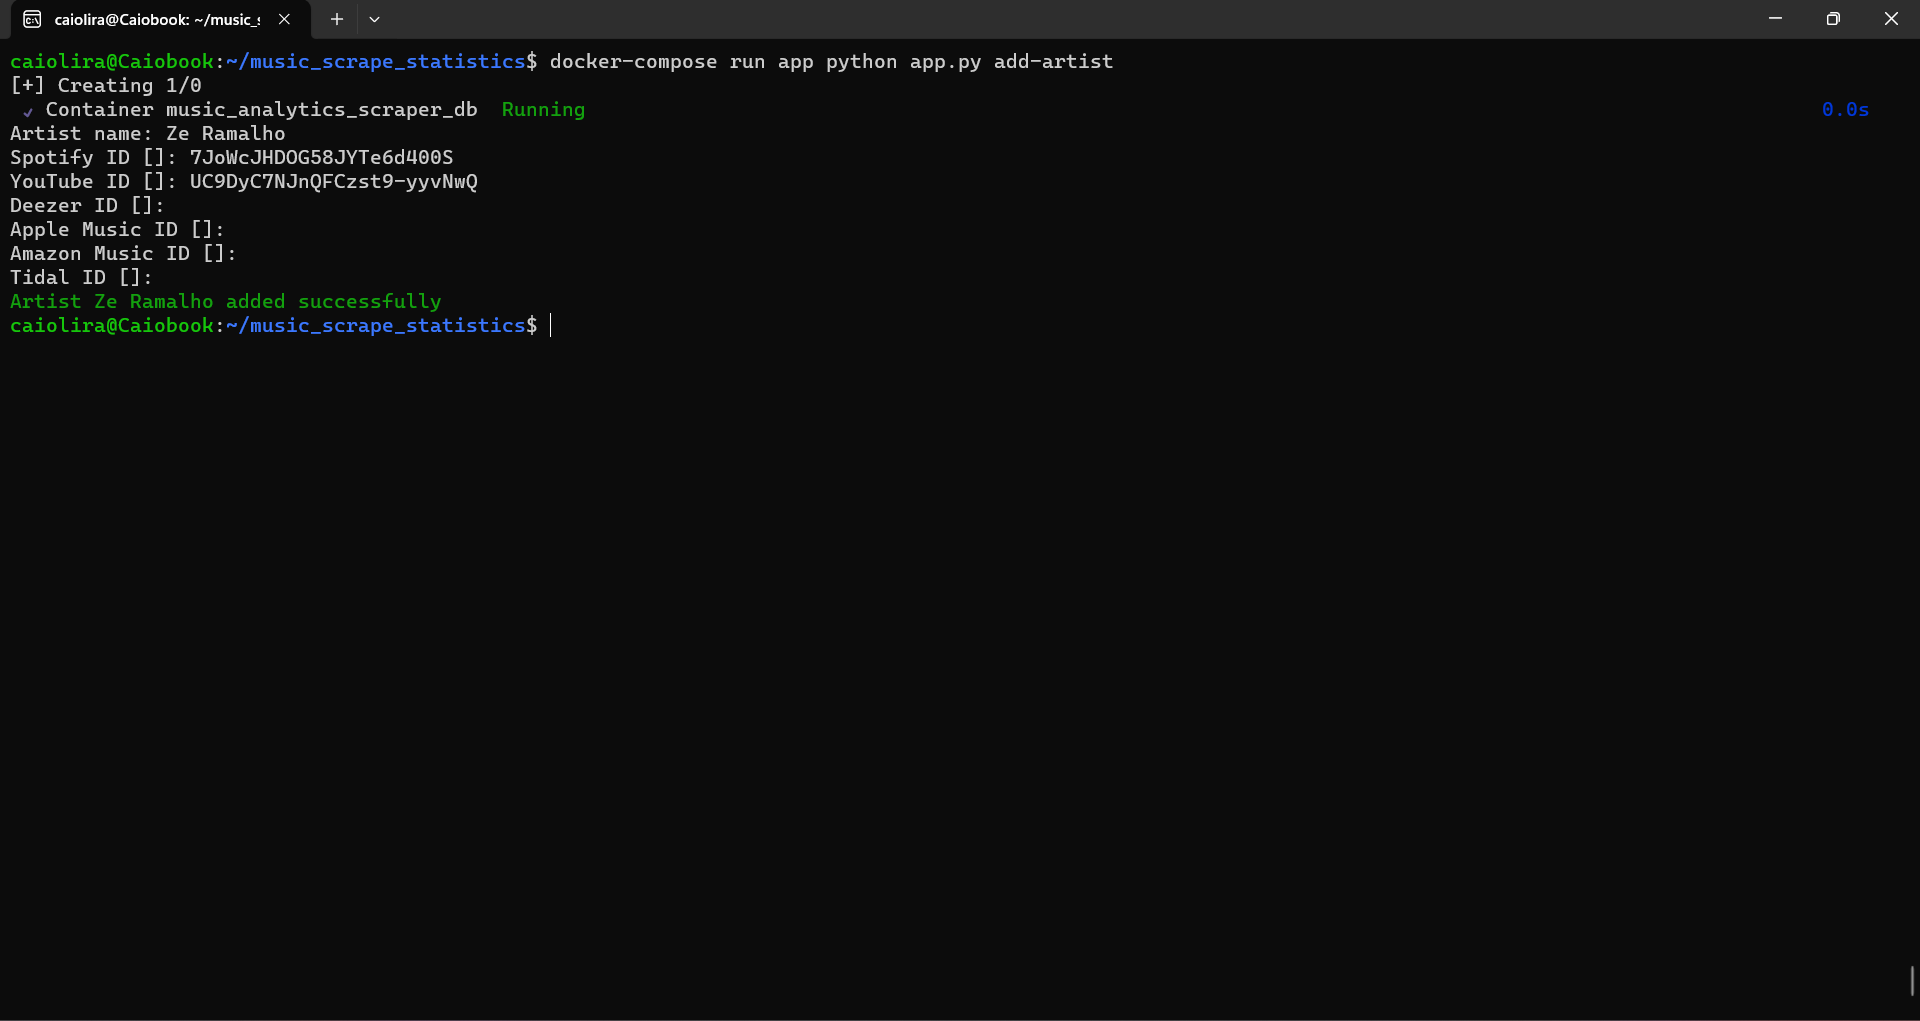 caiolira@Caiobook: ~/music_s
caiolira@Caiobook:~/music_scrape_statistics$ docker-compose run app python app.py add-artist
[+] Creating 1/0
✓ Container music_analytics_scraper_db  Running 0.0s
Artist name: Ze Ramalho
Spotify ID []: 7JoWcJHDOG58JYTe6d400S
YouTube ID []: UC9DyC7NJnQFCzst9-yyvNwQ
Deezer ID []:
Apple Music ID []:
Amazon Music ID []:
Tidal ID []:
Artist Ze Ramalho added successfully
caiolira@Caiobook:~/music_scrape_statistics$